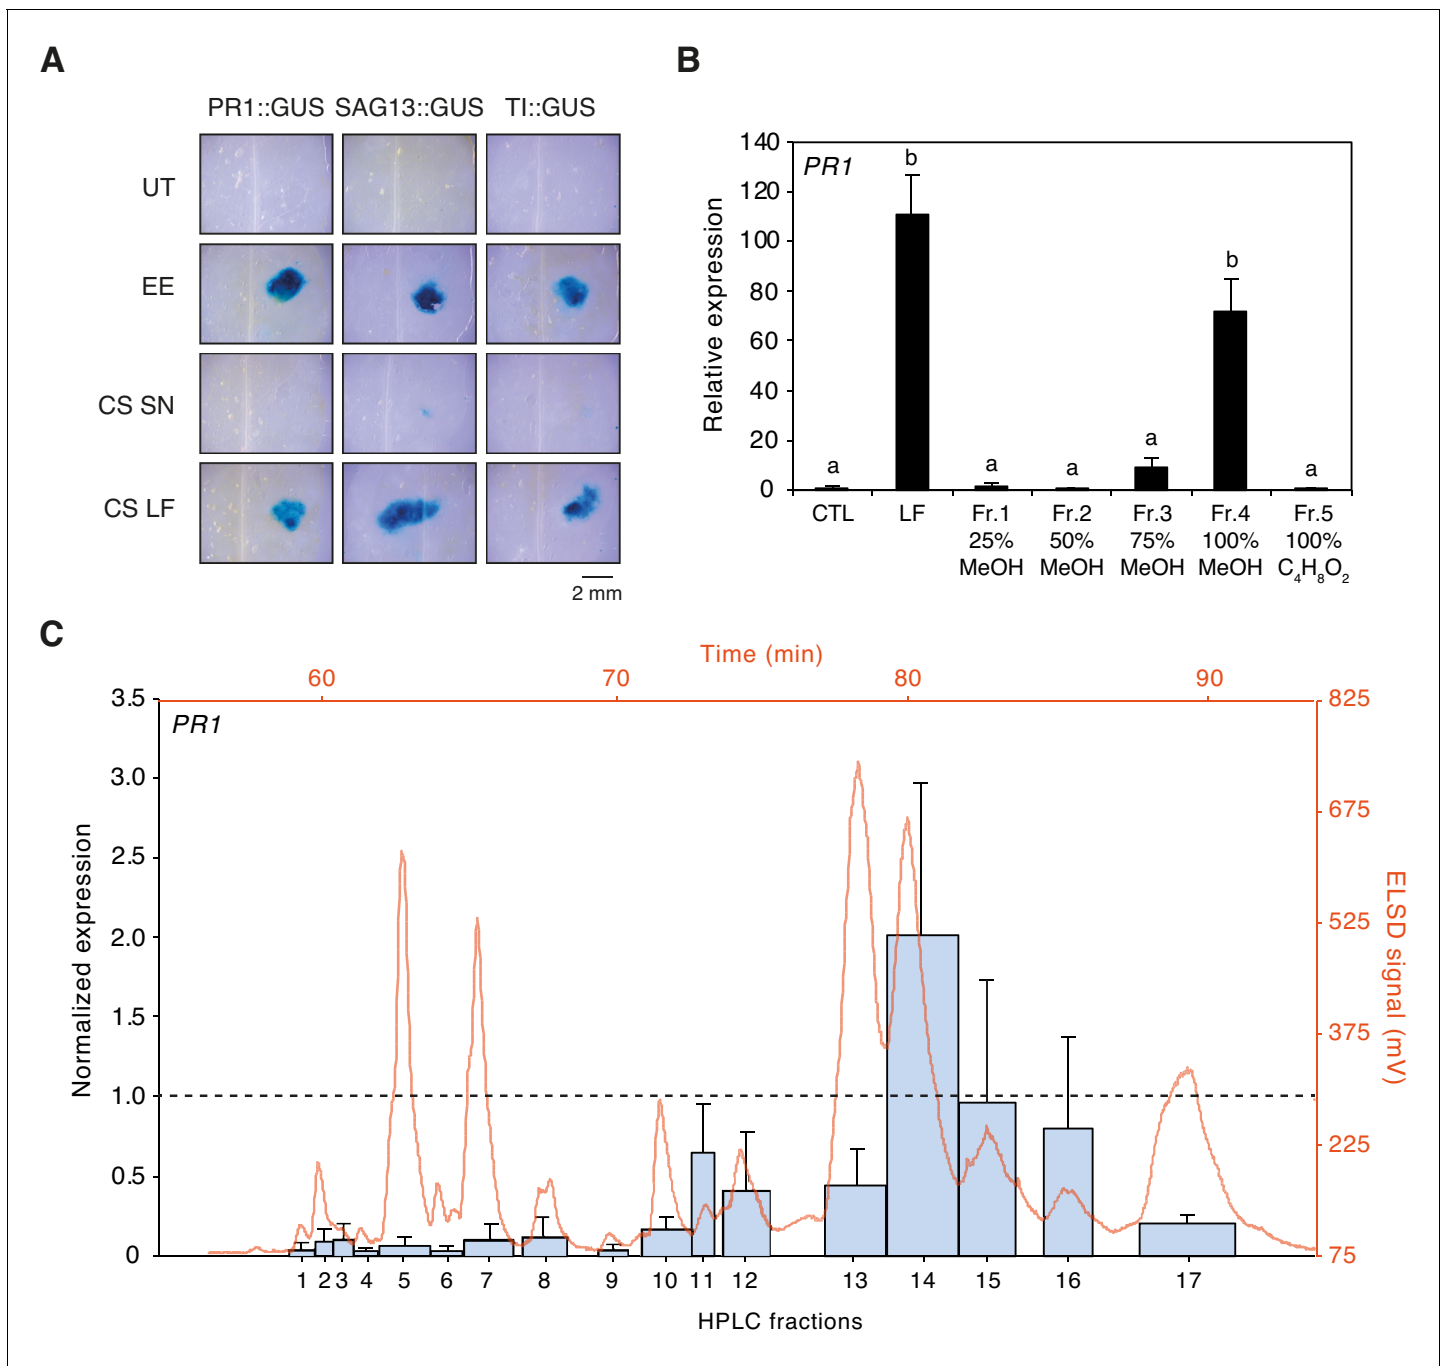 A
PR1::GUS SAG13::GUS TI::GUS
UT
EE
CS SN
CS LF
2 mm
B
PR1
Relative expression
140
120
100
80
60
40
20
0
a b a a a b a
CTL LF Fr.1 Fr.2 Fr.3 Fr.4 Fr.5
25% 50% 75% 100% 100%
MeOH MeOH MeOH MeOH C₄H₈O₂
C
Time (min)
60 70 80 90
PR1
Normalized expression
3.5
3.0
2.5
2.0
1.5
1.0
0.5
0
825
675
525
375
225
75
ELSD signal (mV)
1 2 3 4 5 6 7 8 9 10 11 12 13 14 15 16 17
HPLC fractions